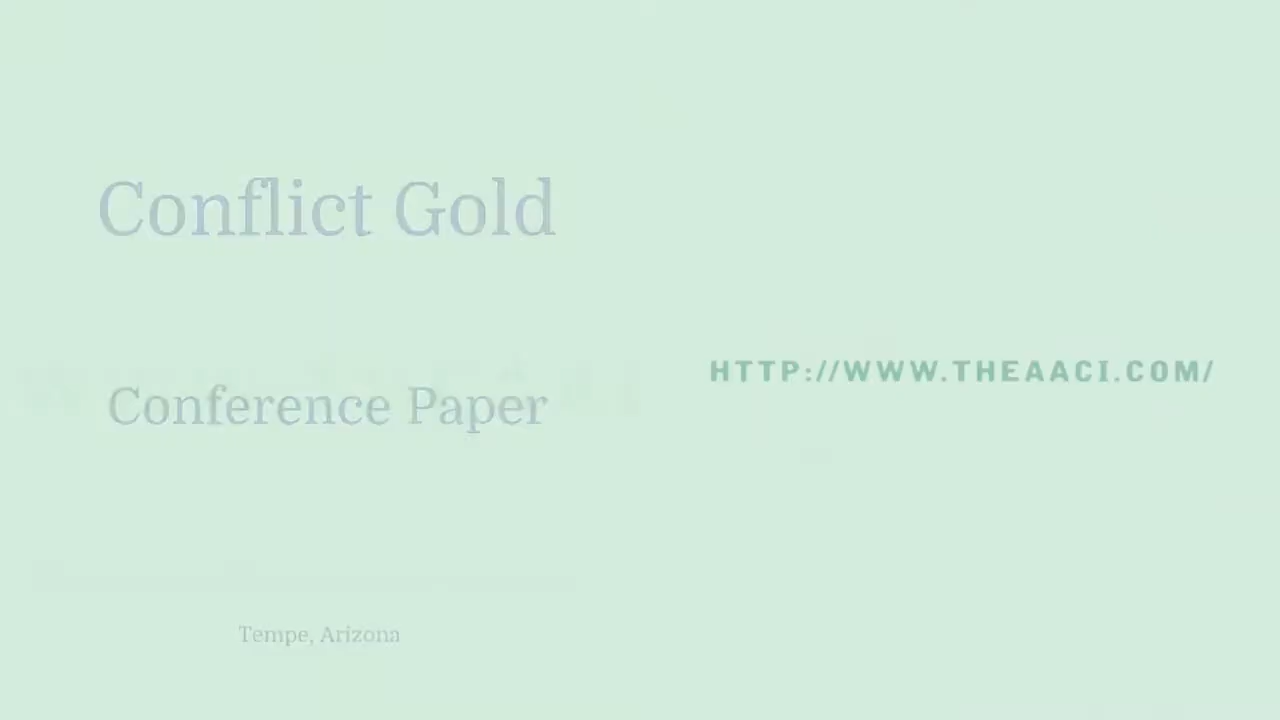 Conflict Gold
Conference Paper
Tempe, Arizona
HTTP://WWW.THEAACI.COM/